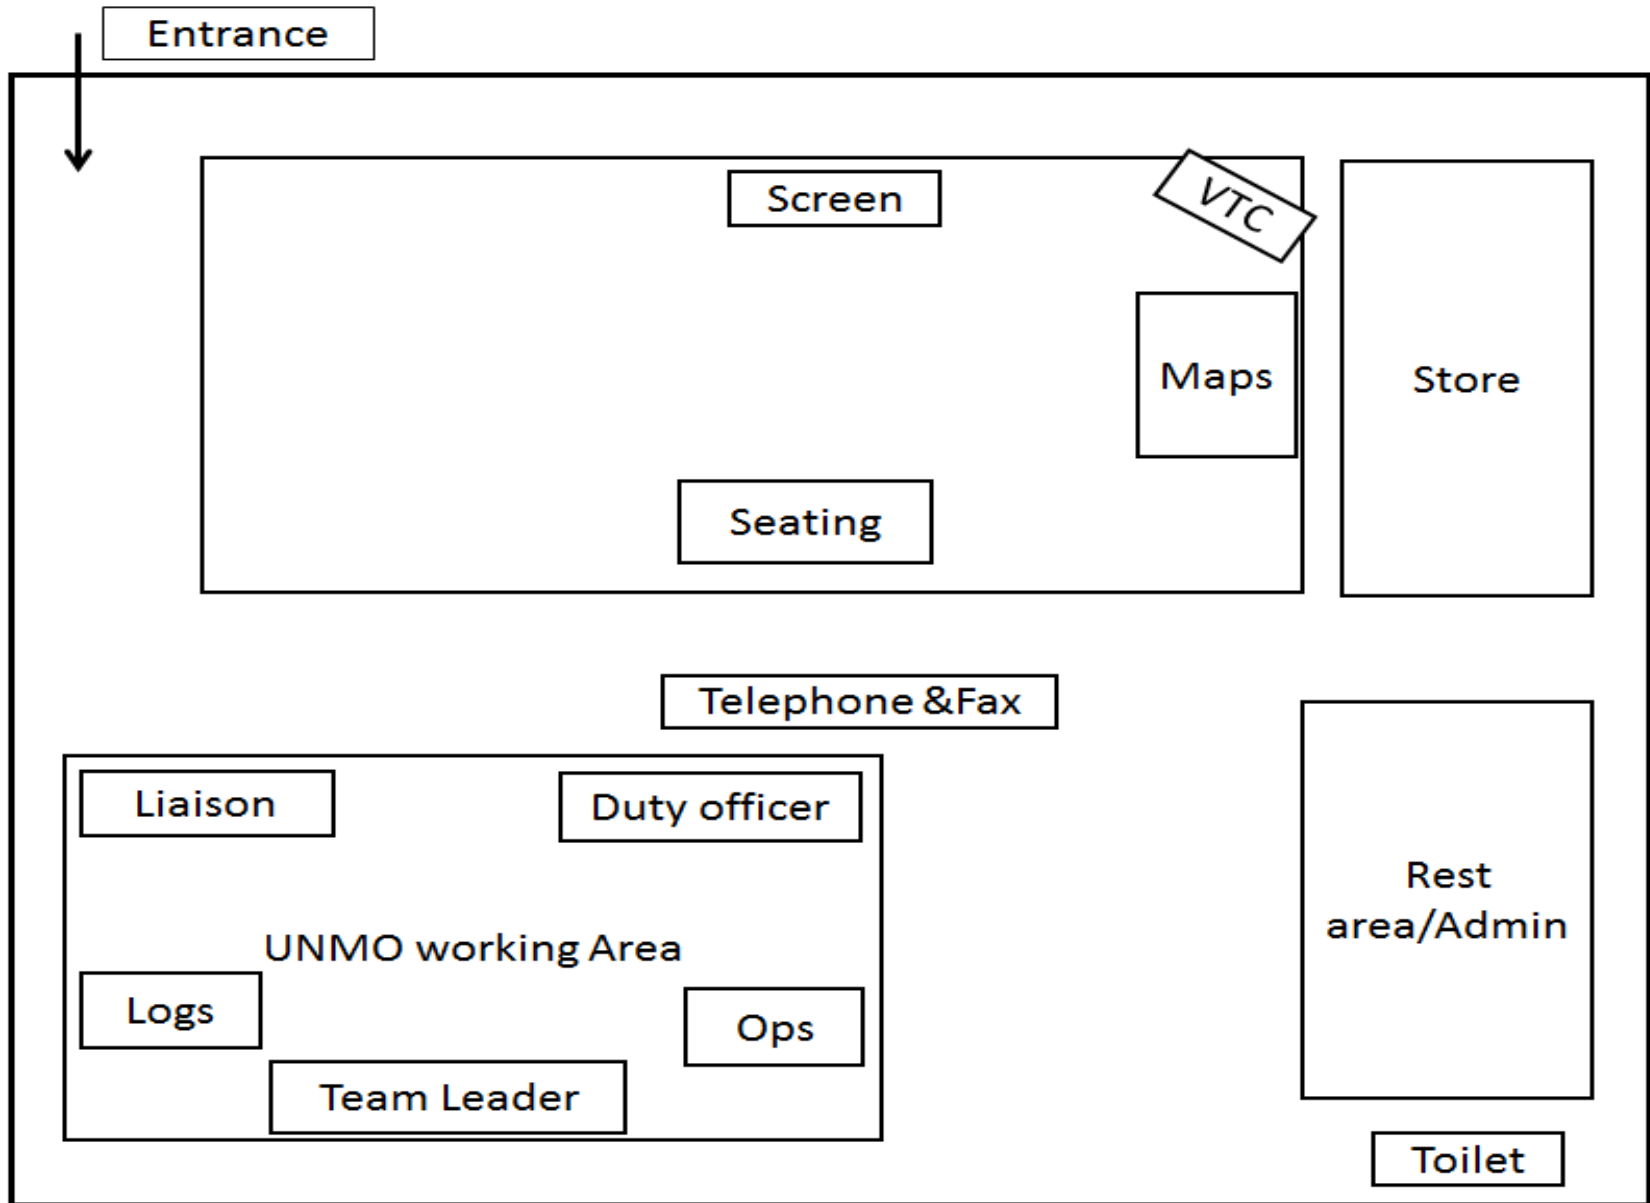 Entrance
Screen
VTC
Maps
Store
Seating
Telephone &Fax
Liaison
Duty officer
Rest
area/Admin
UNMO working Area
Logs
Ops
Team Leader
Toilet